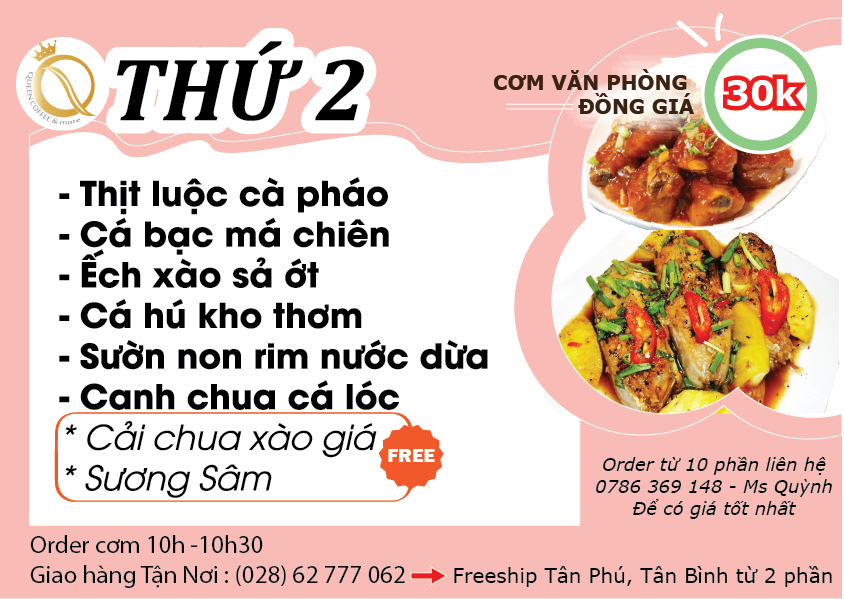 QUEEN COFFEE & more
THỨ 2
CƠM VĂN PHÒNG
ĐỒNG GIÁ
30k
- Thịt luộc cà pháo
- Cá bạc má chiên
- Ếch xào sả ớt
- Cá hú kho thơm
- Sườn non rim nước dừa
- Canh chua cá lóc
* Cải chua xào giá
* Sương Sâm
FREE
Order từ 10 phần liên hệ
0786 369 148 - Ms Quỳnh
Để có giá tốt nhất
Order cơm 10h -10h30
Giao hàng Tận Nơi : (028) 62 777 062 → Freeship Tân Phú, Tân Bình từ 2 phần